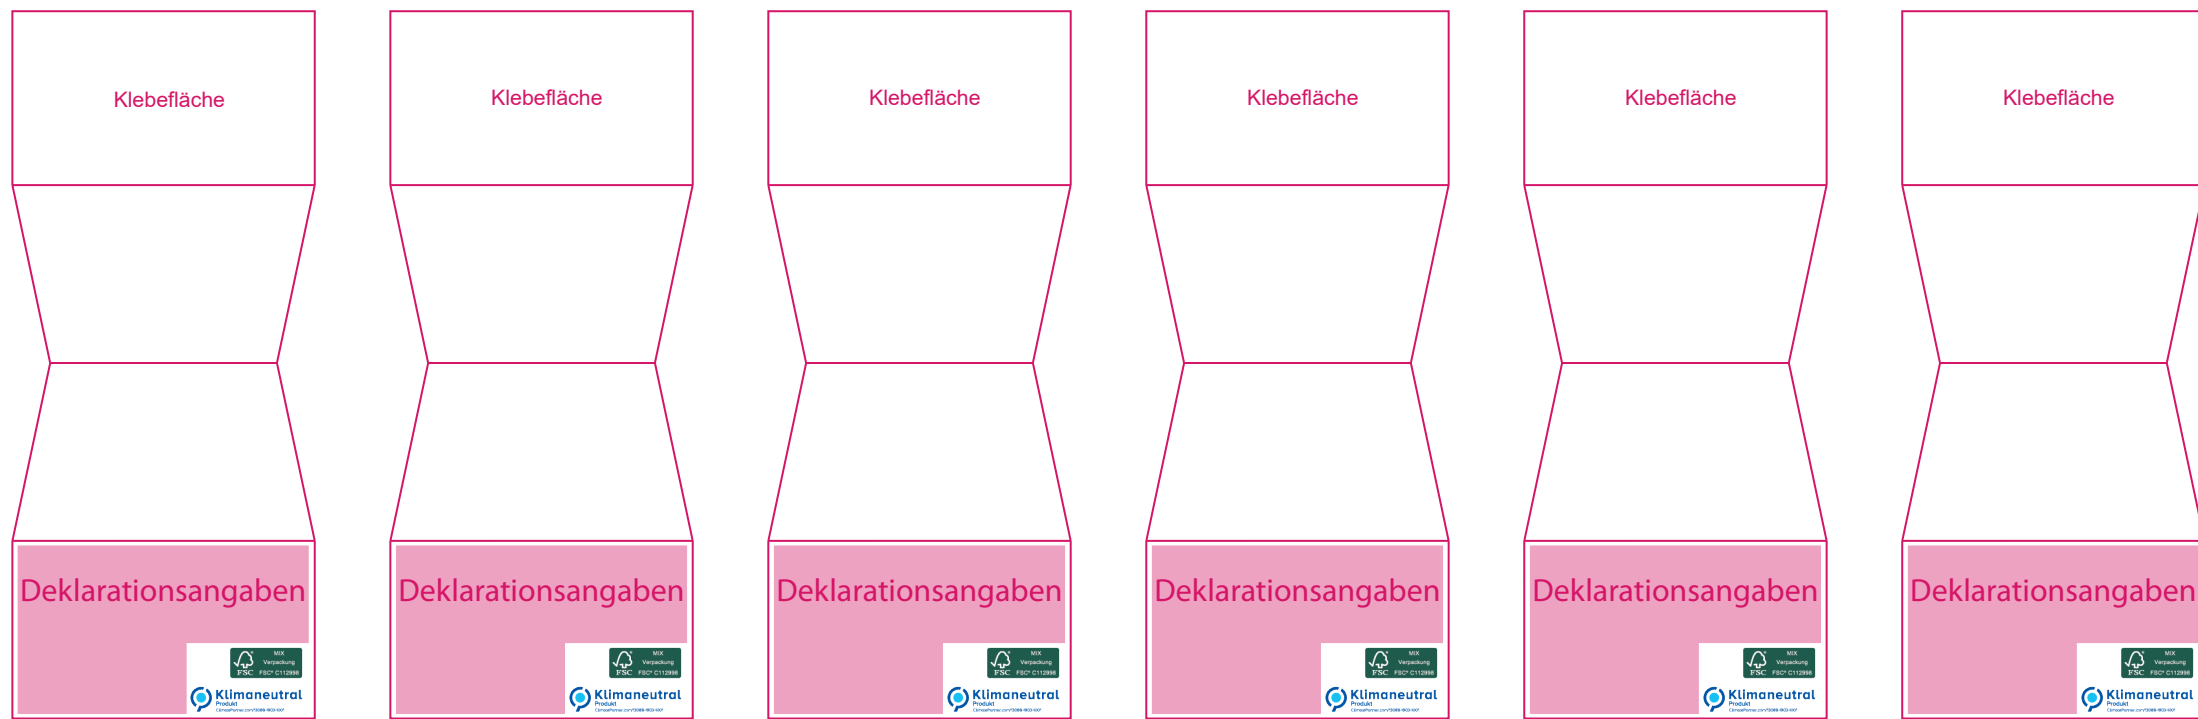 Klebefläche
Klebefläche
Klebefläche
Klebefläche
Klebefläche
Klebefläche
Deklarationsangaben
Deklarationsangaben
Deklarationsangaben
Deklarationsangaben
Deklarationsangaben
Deklarationsangaben
FSC
MIX
Verpackung
FSC® C112998
Klimaneutral
Produkt
FSC
MIX
Verpackung
FSC® C112998
Klimaneutral
Produkt
FSC
MIX
Verpackung
FSC® C112998
Klimaneutral
Produkt
FSC
MIX
Verpackung
FSC® C112998
Klimaneutral
Produkt
FSC
MIX
Verpackung
FSC® C112998
Klimaneutral
Produkt
FSC
MIX
Verpackung
FSC® C112998
Klimaneutral
Produkt